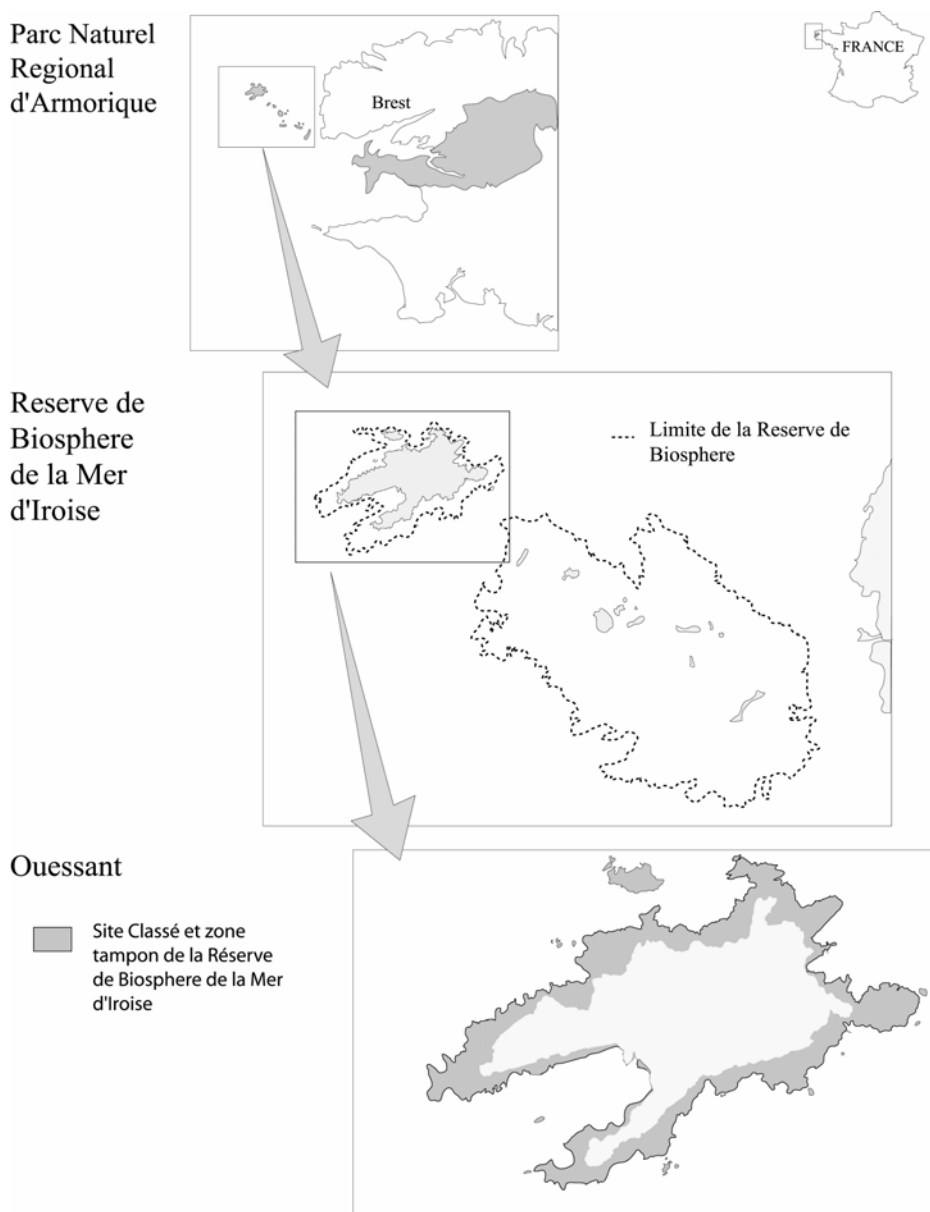 Parc Naturel
Regional
d'Armorique
Brest
FRANCE
Reserve de
Biosphere
de la Mer
d'Iroise
Limite de la Reserve de
Biosphere
Ouessant
Site Classé et zone
tampon de la Réserve
de Biosphere de la Mer
d'Iroise